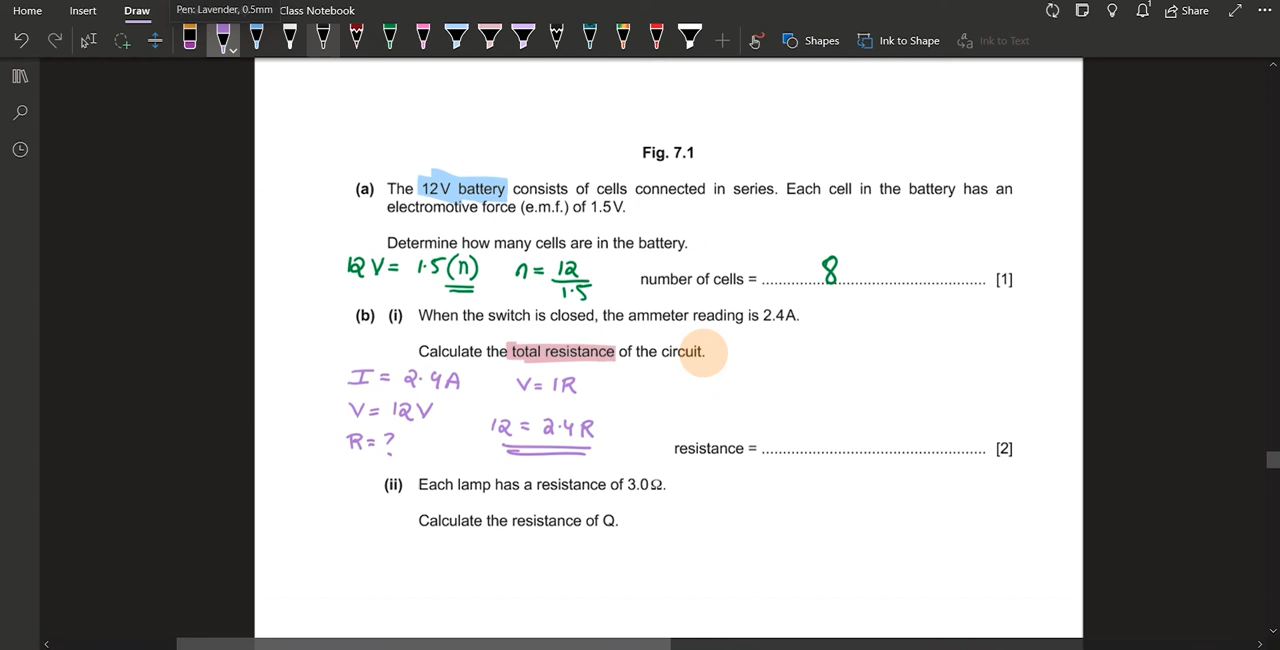 Home Insert Draw Pen: Lavender, 0.5mm Class Notebook Share
Shapes Ink to Shape Ink to Text
Fig. 7.1
(a) The 12V battery consists of cells connected in series. Each cell in the battery has an
electromotive force (e.m.f.) of 1.5V.
Determine how many cells are in the battery.
12 V = 1.5(n) n = 12
1.5
number of cells = ........8........ [1]
(b) (i) When the switch is closed, the ammeter reading is 2.4A.
Calculate the total resistance of the circuit.
I = 2.4A V = IR
V = 12V
12 = 2.4R
R = ?
resistance = ........ [2]
(ii) Each lamp has a resistance of 3.0Ω.
Calculate the resistance of Q.